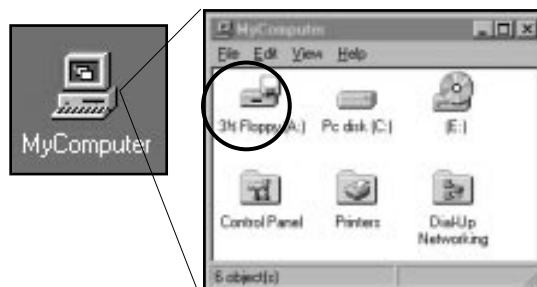 MyComputer
MyComputer
File Edit View Help
3½ Floppy (A:) Pc disk (C:) (E:)
Control Panel Printers Dial-Up
Networking
6 object(s)